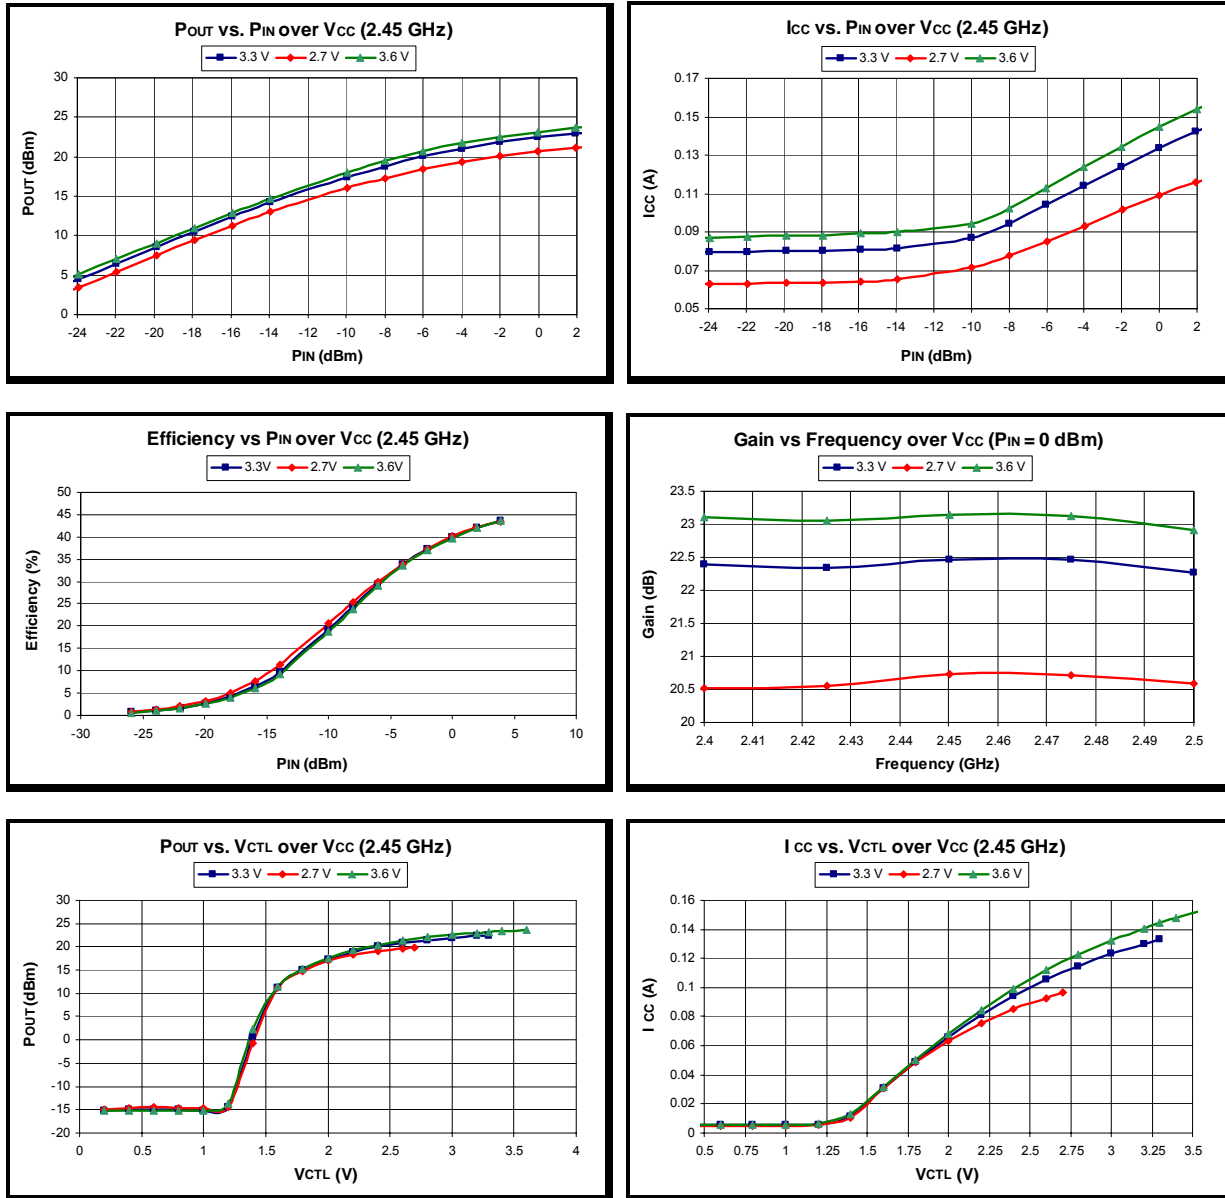 POUT vs. PIN over VCC (2.45 GHz)
3.3 V 2.7 V 3.6 V
30
25
20
15
10
5
0
POUT (dBm)
-24 -22 -20 -18 -16 -14 -12 -10 -8 -6 -4 -2 0 2
PIN (dBm)
ICC vs. PIN over VCC (2.45 GHz)
3.3 V 2.7 V 3.6 V
0.17
0.15
0.13
0.11
0.09
0.07
0.05
ICC (A)
-24 -22 -20 -18 -16 -14 -12 -10 -8 -6 -4 -2 0 2
PIN (dBm)
Efficiency vs PIN over VCC (2.45 GHz)
3.3V 2.7V 3.6V
50
45
40
35
30
25
20
15
10
5
0
Efficiency (%)
-30 -25 -20 -15 -10 -5 0 5 10
PIN (dBm)
Gain vs Frequency over VCC (PIN = 0 dBm)
3.3 V 2.7 V 3.6 V
23.5
23
22.5
22
21.5
21
20.5
20
Gain (dB)
2.4 2.41 2.42 2.43 2.44 2.45 2.46 2.47 2.48 2.49 2.5
Frequency (GHz)
POUT vs. VCTL over VCC (2.45 GHz)
3.3 V 2.7 V 3.6 V
30
25
20
15
10
5
0
-5
-10
-15
-20
POUT (dBm)
0 0.5 1 1.5 2 2.5 3 3.5 4
VCTL (V)
I CC vs. VCTL over VCC (2.45 GHz)
3.3 V 2.7 V 3.6 V
0.16
0.14
0.12
0.1
0.08
0.06
0.04
0.02
0
I CC (A)
0.5 0.75 1 1.25 1.5 1.75 2 2.25 2.5 2.75 3 3.25 3.5
VCTL (V)